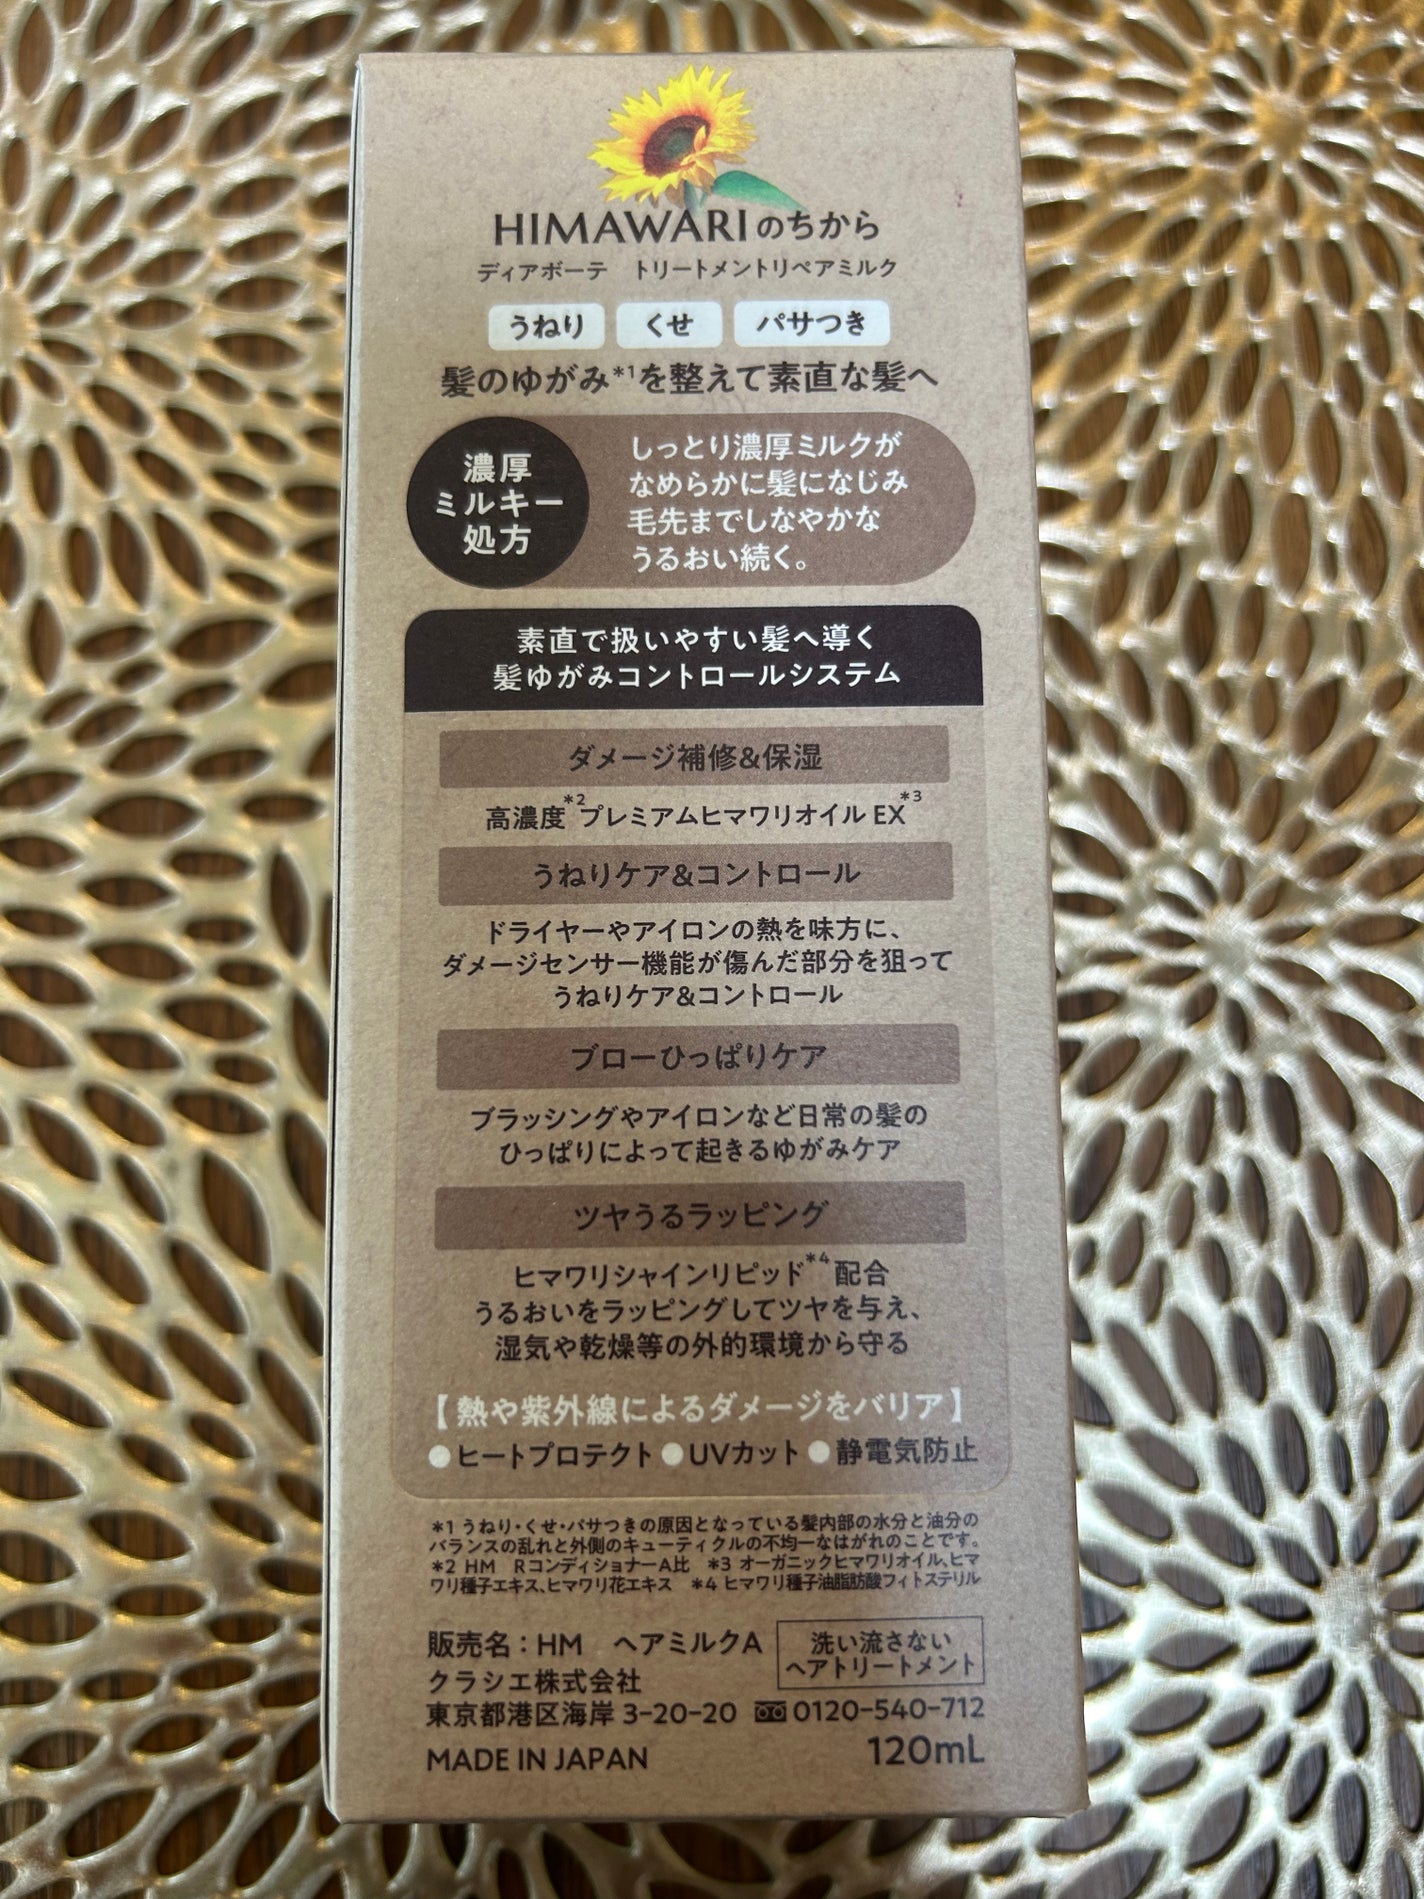 HIMAWARIのちから
ディアボーテ　トリートメントリペアミルク
うねり くせ パサつき
髪のゆがみ*1を整えて素直な髪へ
濃厚
ミルキー
処方
しっとり濃厚ミルクが
なめらかに髪になじみ
毛先までしなやかな
うるおい続く。
素直で扱いやすい髪へ導く
髪ゆがみコントロールシステム
ダメージ補修&保湿
高濃度*2プレミアムヒマワリオイル EX*3
うねりケア&コントロール
ドライヤーやアイロンの熱を味方に、
ダメージセンサー機能が傷んだ部分を狙って
うねりケア&コントロール
ブローひっぱりケア
ブラッシングやアイロンなど日常の髪の
ひっぱりによって起きるゆがみケア
ツヤうるラッピング
ヒマワリシャインリピッド*4配合
うるおいをラッピングしてツヤを与え、
湿気や乾燥等の外的環境から守る
【熱や紫外線によるダメージをバリア】
●ヒートプロテクト●UVカット●静電気防止
*1 うねり・くせ・パサつきの原因となっている髪内部の水分と油分の
バランスの乱れと外側のキューティクルの不均一なはがれのことです。
*2 HM　RコンディショナーA比　*3 オーガニックヒマワリオイル、ヒマ
ワリ種子エキス、ヒマワリ花エキス　*4 ヒマワリ種子油脂肪酸フィトステリル
販売名：HM　ヘアミルクA
クラシエ株式会社
洗い流さない
ヘアトリートメント
東京都港区海岸 3-20-20 0120-540-712
MADE IN JAPAN 120mL